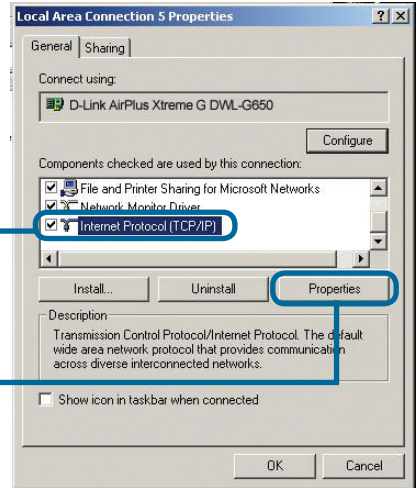 Local Area Connection 5 Properties
General
Sharing
Connect using:
D-Link AirPlus Xtreme G DWL-G650
Configure
Components checked are used by this connection:
File and Printer Sharing for Microsoft Networks
Network Monitor Driver
Internet Protocol (TCP/IP)
Install...
Uninstall
Properties
Description
Transmission Control Protocol/Internet Protocol. The default
wide area network protocol that provides communication
across diverse interconnected networks.
Show icon in taskbar when connected
OK
Cancel